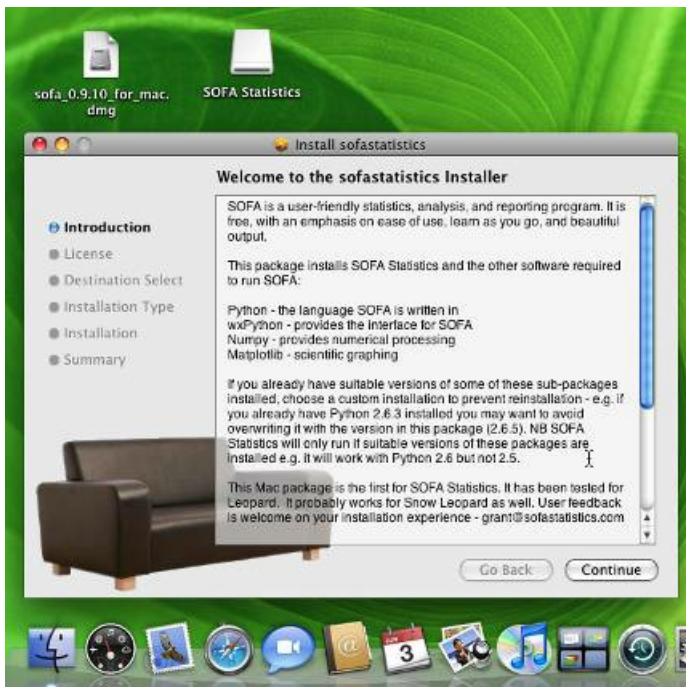 sofa_0.9.10_for_mac.
dmg
SOFA Statistics
Install sofastatistics
Welcome to the sofastatistics Installer
Introduction
License
Destination Select
Installation Type
Installation
Summary
SOFA is a user-friendly statistics, analysis, and reporting program. It is
free, with an emphasis on ease of use, learn as you go, and beautiful
output.
This package installs SOFA Statistics and the other software required
to run SOFA:
Python - the language SOFA is written in
wxPython - provides the interface for SOFA
Numpy - provides numerical processing
Matplotlib - scientific graphing
If you already have suitable versions of some of these sub-packages
installed, choose a custom installation to prevent reinstallation - e.g. if
you already have Python 2.6.3 installed you may want to avoid
overwriting it with the version in this package (2.6.5). NB SOFA
Statistics will only run if suitable versions of these packages are
installed e.g. it will work with Python 2.6 but not 2.5.
This Mac package is the first for SOFA Statistics. It has been tested for
Leopard. It probably works for Snow Leopard as well. User feedback
is welcome on your installation experience - grant@sofastatistics.com
Go Back
Continue
3